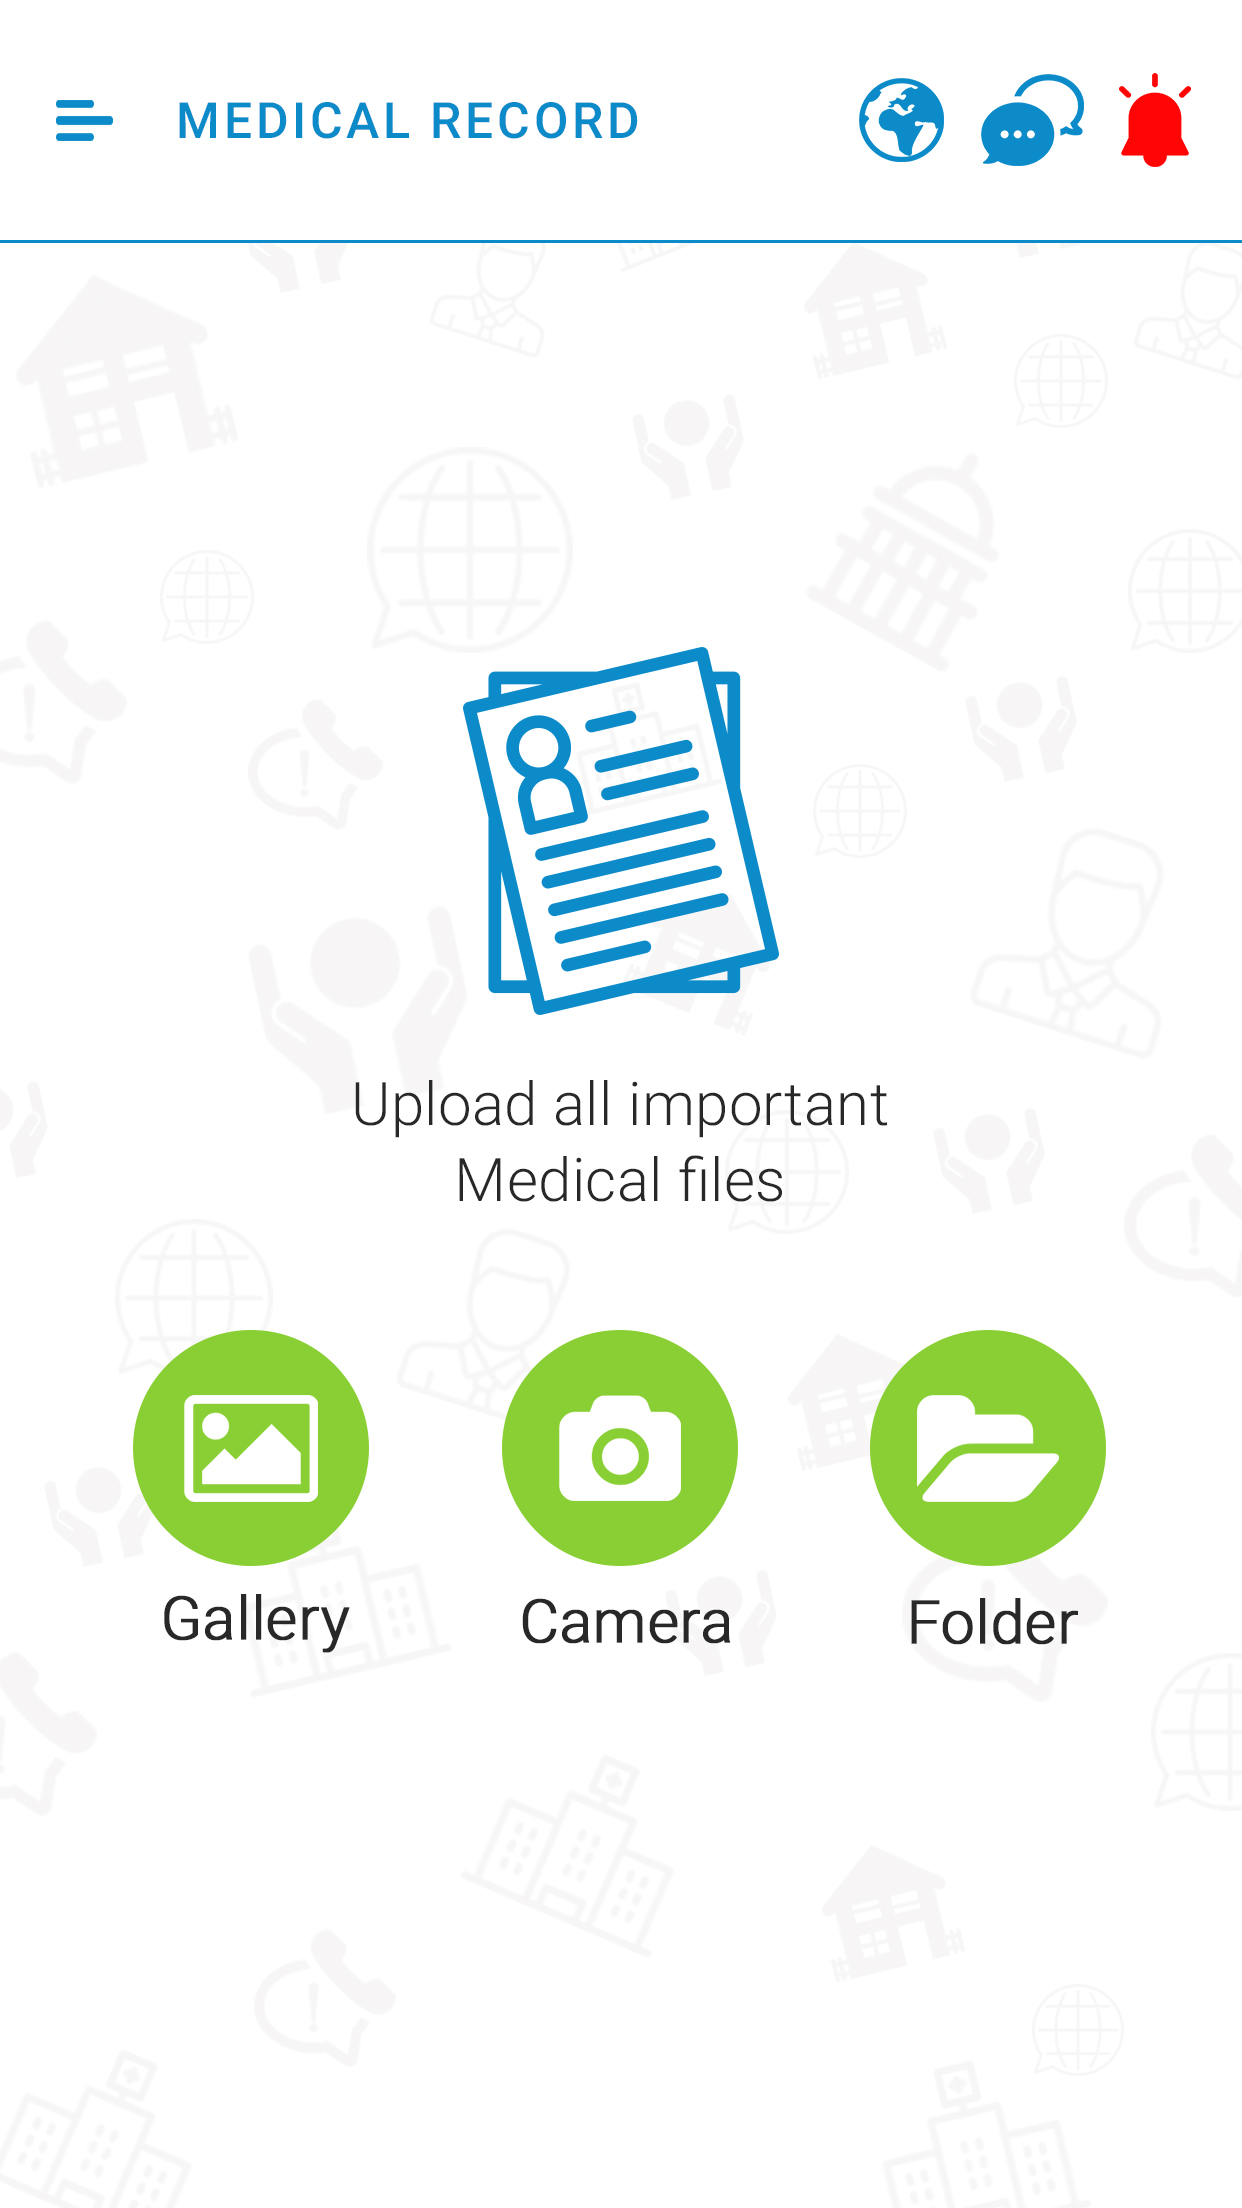 MEDICAL RECORD
Upload all important
Medical files
Gallery
Camera
Folder